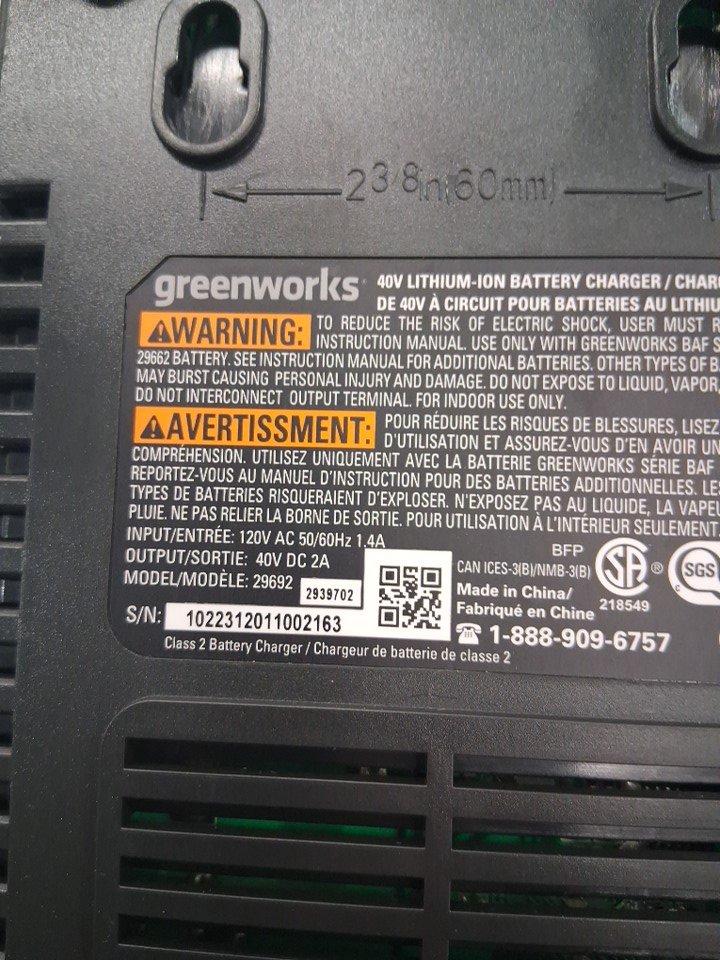 2 3/8in(60mm)
greenworks
40V LITHIUM-ION BATTERY CHARGER / CHAR
DE 40V À CIRCUIT POUR BATTERIES AU LITHIU
WARNING: TO REDUCE THE RISK OF ELECTRIC SHOCK, USER MUST R
INSTRUCTION MANUAL. USE ONLY WITH GREENWORKS BAF S
29662 BATTERY. SEE INSTRUCTION MANUAL FOR ADDITIONAL BATTERIES. OTHER TYPES OF BA
MAY BURST CAUSING PERSONAL INJURY AND DAMAGE. DO NOT EXPOSE TO LIQUID, VAPOR,
DO NOT INTERCONNECT OUTPUT TERMINAL. FOR INDOOR USE ONLY.
AVERTISSMENT: POUR RÉDUIRE LES RISQUES DE BLESSURES, LISEZ
D'UTILISATION ET ASSUREZ-VOUS D'EN AVOIR UN
COMPRÉHENSION. UTILISEZ UNIQUEMENT AVEC LA BATTERIE GREENWORKS SÉRIE BAF
REPORTEZ-VOUS AU MANUEL D'INSTRUCTION POUR DES BATTERIES ADDITIONNELLES. LES
TYPES DE BATTERIES RISQUERAIENT D'EXPLOSER. N'EXPOSEZ PAS AU LIQUIDE, LA VAPEU
PLUIE. NE PAS RELIER LA BORNE DE SORTIE. POUR UTILISATION À L'INTÉRIEUR SEULEMENT.
INPUT/ENTRÉE: 120V AC 50/60Hz 1.4A
OUTPUT/SORTIE: 40V DC 2A
MODEL/MODÈLE: 29692
2939702
S/N: 1022312011002163
BFP
CAN ICES-3(B)/NMB-3(B)
Made in China/
Fabriqué en Chine
SA ®
218549
SGS
C
1-888-909-6757
Class 2 Battery Charger / Chargeur de batterie de classe 2